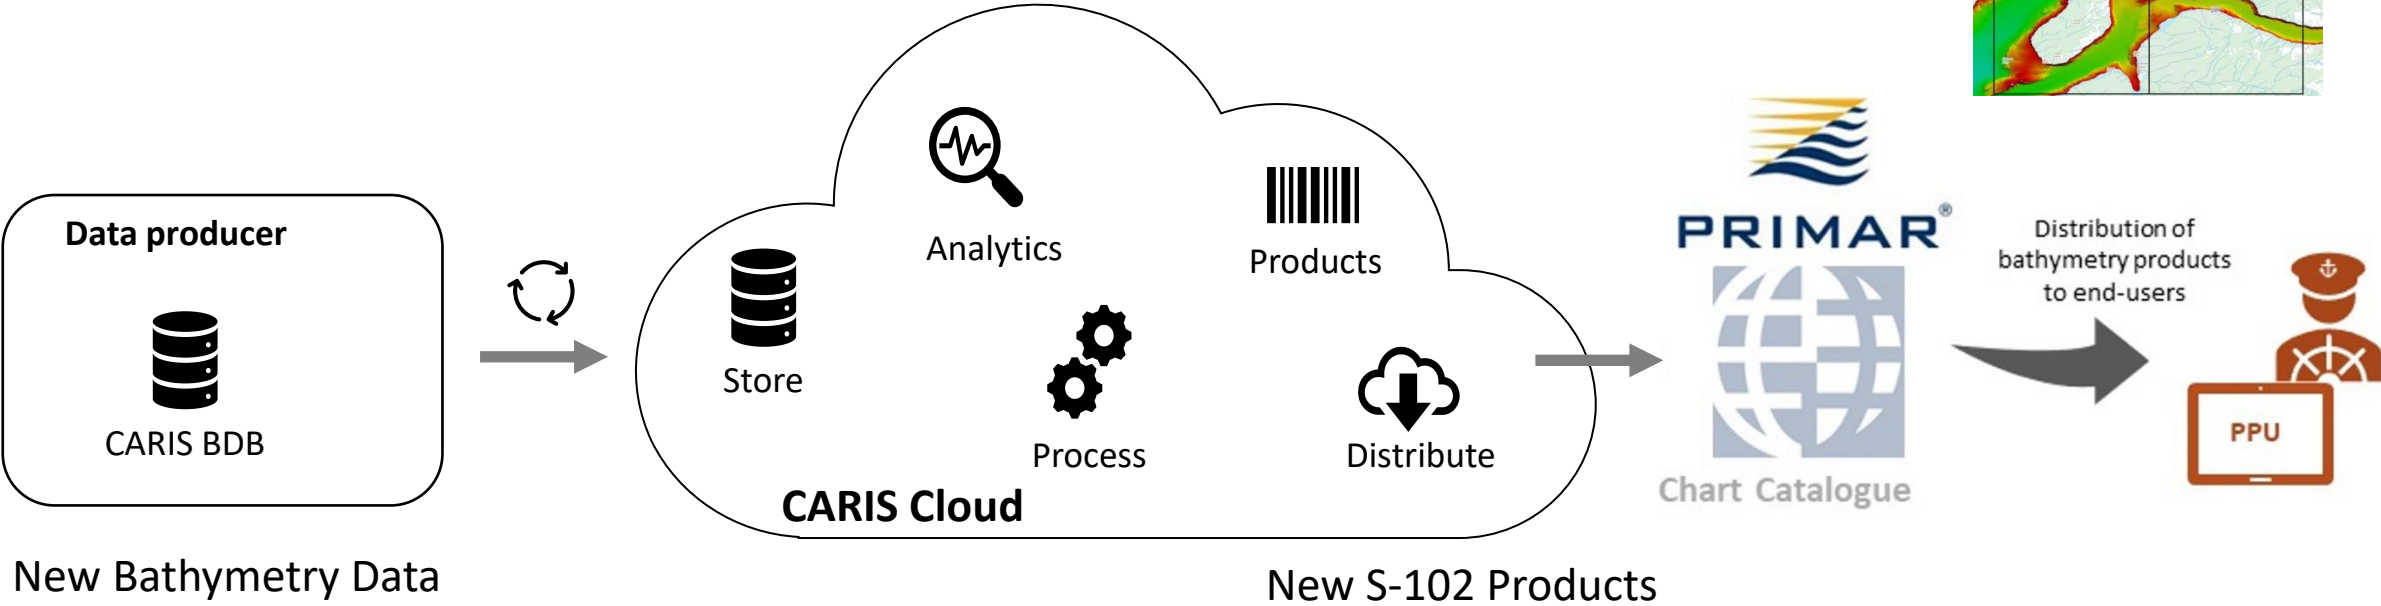 Data producer
CARIS BDB
New Bathymetry Data
Store
Analytics
Process
Products
Distribute
CARIS Cloud
New S-102 Products
PRIMAR®
Chart Catalogue
Distribution of
bathymetry products
to end-users
PPU